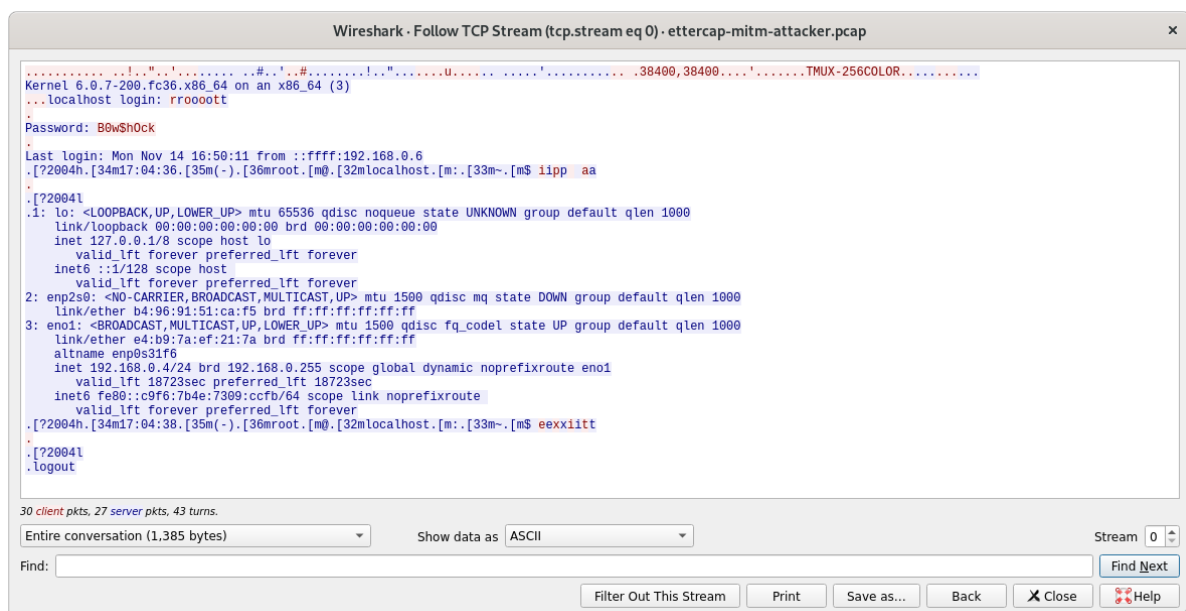 Wireshark · Follow TCP Stream (tcp.stream eq 0) · ettercap-mitm-attacker.pcap
........... ..!.."..'........ ..#..'..#........!..".......u...... .....'........... .38400,38400....'.......TMUX-256COLOR..........
Kernel 6.0.7-200.fc36.x86_64 on an x86_64 (3)
...localhost login: rroooott
.
Password: B0w$hOck
.
Last login: Mon Nov 14 16:50:11 from ::ffff:192.168.0.6
.[?2004h.[34m17:04:36.[35m(-).[36mroot.[m@.[32mlocalhost.[m:.[33m~.[m$ iipp  aa
.
.[?2004l
.1: lo: <LOOPBACK,UP,LOWER_UP> mtu 65536 qdisc noqueue state UNKNOWN group default qlen 1000
    link/loopback 00:00:00:00:00:00 brd 00:00:00:00:00:00
    inet 127.0.0.1/8 scope host lo
       valid_lft forever preferred_lft forever
    inet6 ::1/128 scope host
       valid_lft forever preferred_lft forever
2: enp2s0: <NO-CARRIER,BROADCAST,MULTICAST,UP> mtu 1500 qdisc mq state DOWN group default qlen 1000
    link/ether b4:96:91:51:ca:f5 brd ff:ff:ff:ff:ff:ff
3: eno1: <BROADCAST,MULTICAST,UP,LOWER_UP> mtu 1500 qdisc fq_codel state UP group default qlen 1000
    link/ether e4:b9:7a:ef:21:7a brd ff:ff:ff:ff:ff:ff
    altname enp0s31f6
    inet 192.168.0.4/24 brd 192.168.0.255 scope global dynamic noprefixroute eno1
       valid_lft 18723sec preferred_lft 18723sec
    inet6 fe80::c9f6:7b4e:7309:ccfb/64 scope link noprefixroute
       valid_lft forever preferred_lft forever
.[?2004h.[34m17:04:38.[35m(-).[36mroot.[m@.[32mlocalhost.[m:.[33m~.[m$ eexxiitt
.
.[?2004l
.logout
30 client pkts, 27 server pkts, 43 turns.
Entire conversation (1,385 bytes) Show data as ASCII Stream 0
Find: Find Next
Filter Out This Stream Print Save as... Back Close Help